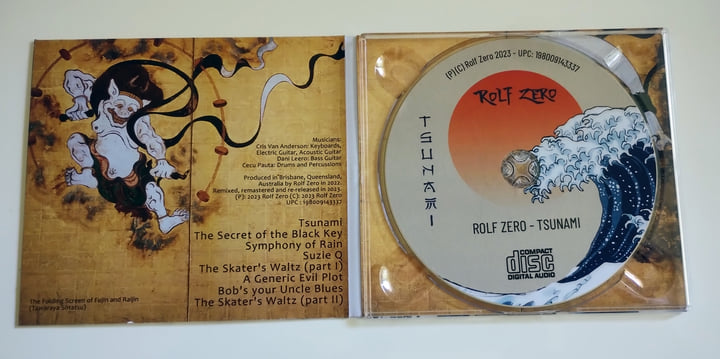 Musicians:
Cris Van Anderson: Keyboards,
Electric Guitar, Acoustic Guitar
Dani Leero: Bass Guitar
Cecu Pauta: Drums and Percussions
Produced in Brisbane, Queensland,
Australia by Rolf Zero in 2022.
Remixed, remastered and re-released in 2023.
(P): 2023 Rolf Zero (C): 2023 Rolf Zero
UPC : 198009143337
Tsunami
The Secret of the Black Key
Symphony of Rain
Suzie Q
The Skater's Waltz (part I)
A Generic Evil Plot
Bob's your Uncle Blues
The Skater's Waltz (part II)
The Folding Screen of Fūjin and Raijin
(Tawaraya Sōtatsu)
(P)(C) Rolf Zero 2023 - UPC: 198009143337
ROLF ZERO
TSUNAMI
ROLF ZERO - TSUNAMI
COMPACT
disc
DIGITAL AUDIO